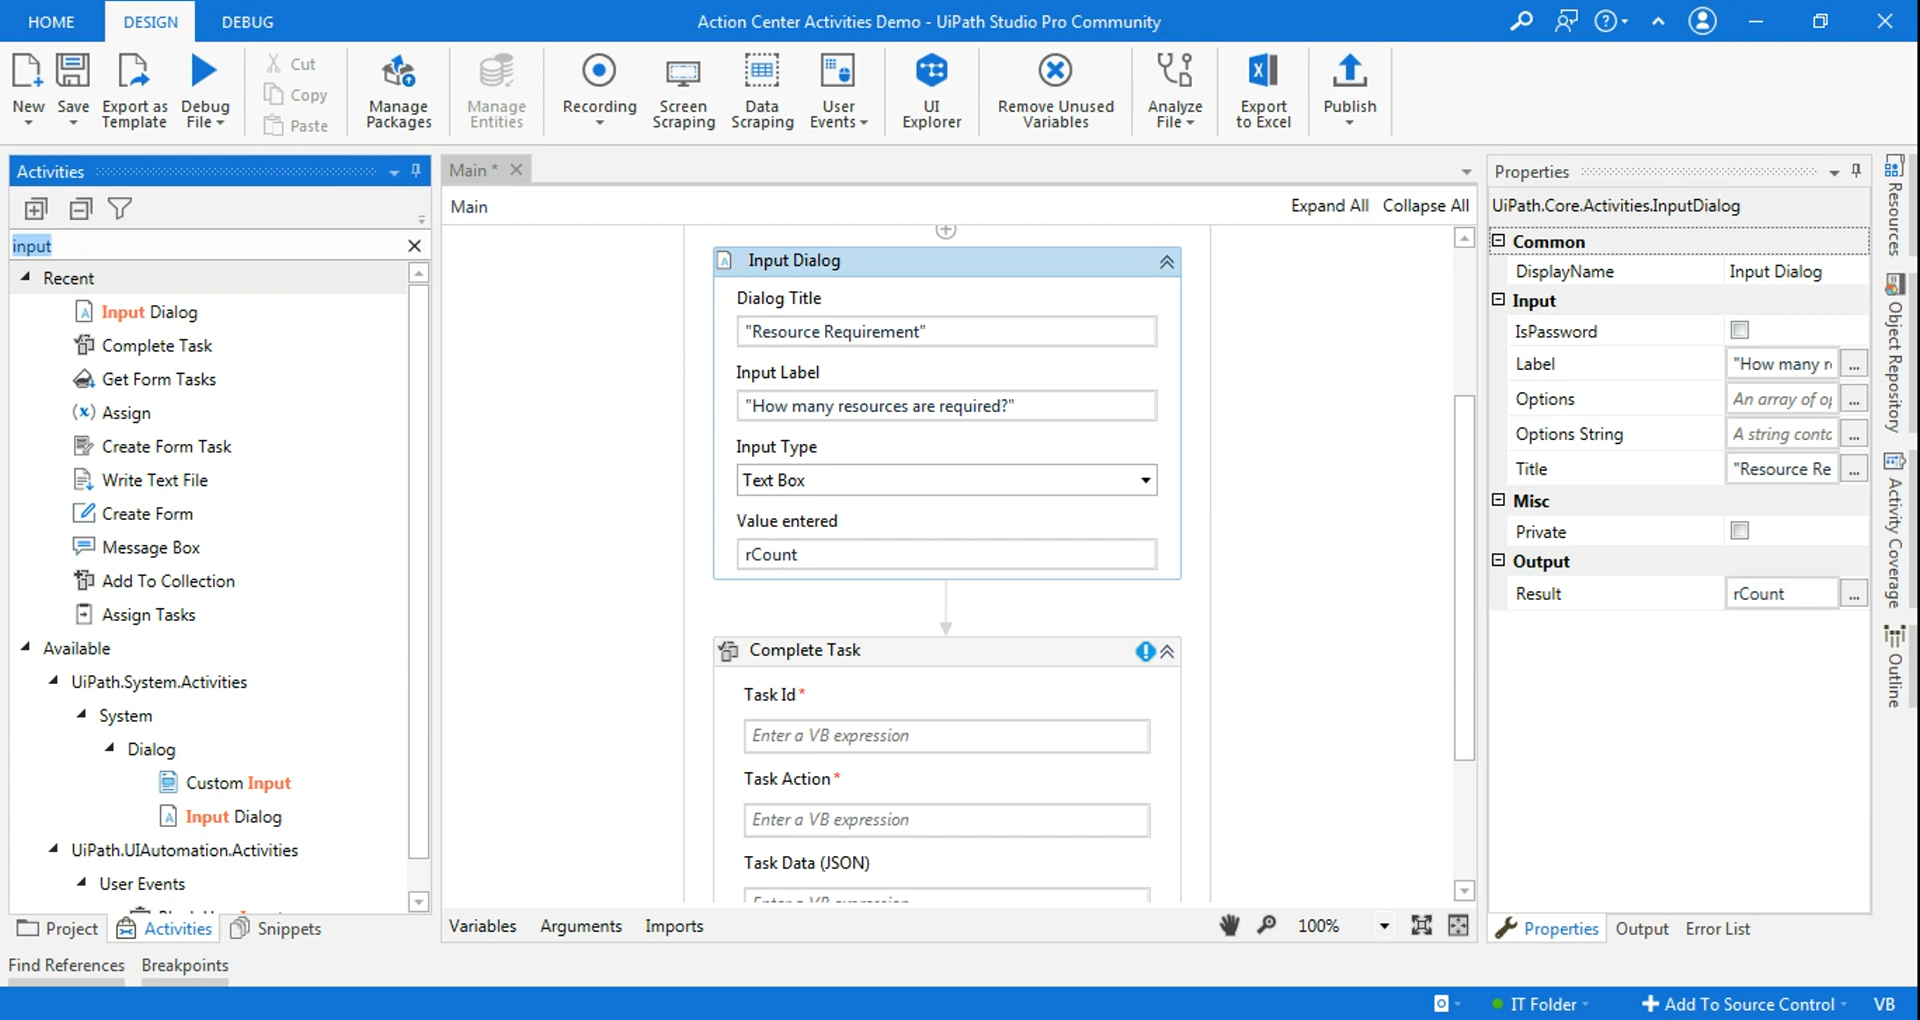 HOME DESIGN DEBUG
Action Center Activities Demo - UiPath Studio Pro Community
New
Save
Export as Template
Debug File
Cut
Copy
Paste
Manage Packages
Manage Entities
Recording
Screen Scraping
Data Scraping
User Events
UI Explorer
Remove Unused Variables
Analyze File
Export to Excel
Publish
Activities
input
Recent
Input Dialog
Complete Task
Get Form Tasks
Assign
Create Form Task
Write Text File
Create Form
Message Box
Add To Collection
Assign Tasks
Available
UiPath.System.Activities
System
Dialog
Custom Input
Input Dialog
UiPath.UIAutomation.Activities
User Events
Project Activities Snippets
Main *
Main
Expand All Collapse All
Input Dialog
Dialog Title
"Resource Requirement"
Input Label
"How many resources are required?"
Input Type
Text Box
Value entered
rCount
Complete Task
Task Id *
Enter a VB expression
Task Action *
Enter a VB expression
Task Data (JSON)
Enter a VB expression
Variables Arguments Imports
100%
Properties
UiPath.Core.Activities.InputDialog
Common
DisplayName Input Dialog
Input
IsPassword
Label "How many r
...
Options An array of o
...
Options String A string conta
...
Title "Resource Re
...
Misc
Private
Output
Result rCount
...
Properties Output Error List
Resources
Object Repository
Activity Coverage
Outline
Find References Breakpoints
IT Folder
Add To Source Control
VB